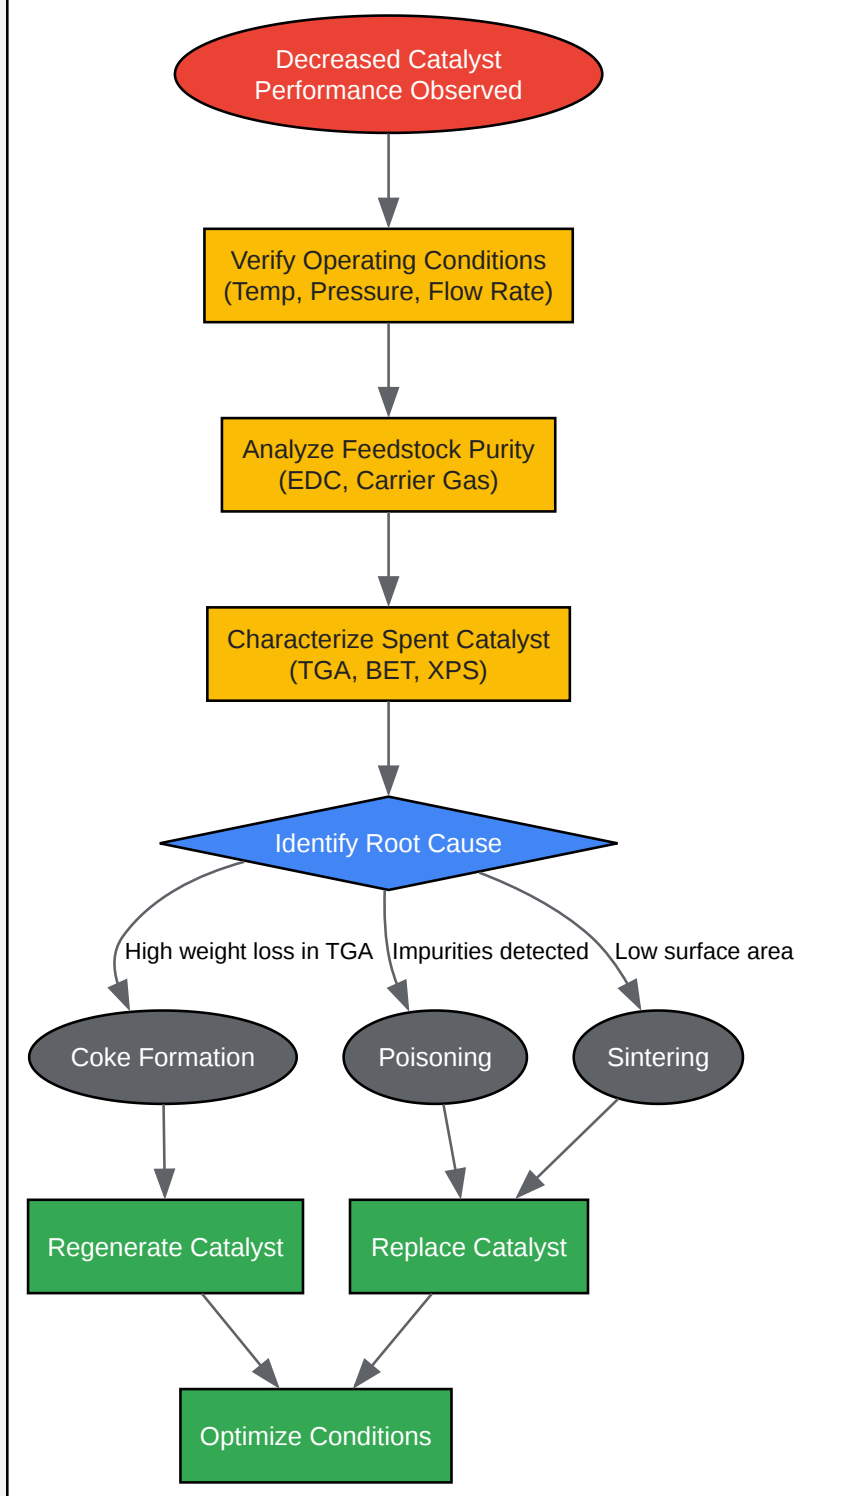 Decreased Catalyst
Performance Observed
Verify Operating Conditions
(Temp, Pressure, Flow Rate)
Analyze Feedstock Purity
(EDC, Carrier Gas)
Characterize Spent Catalyst
(TGA, BET, XPS)
Identify Root Cause
High weight loss in TGA
Impurities detected
Low surface area
Coke Formation
Poisoning
Sintering
Regenerate Catalyst
Replace Catalyst
Optimize Conditions